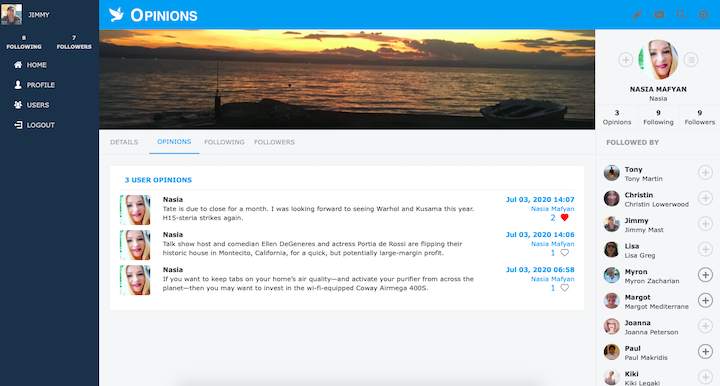 JIMMY
8 7
FOLLOWING FOLLOWERS
HOME
PROFILE
USERS
LOGOUT
OPINIONS
DETAILS OPINIONS FOLLOWING FOLLOWERS
3 USER OPINIONS
Nasia Jul 03, 2020 14:07
Tate is due to close for a month. I was looking forward to seeing Warhol and Kusama this year. Nasia Mafyan
H15-steria strikes again. 2
Nasia Jul 03, 2020 14:06
Talk show host and comedian Ellen DeGeneres and actress Portia de Rossi are flipping their Nasia Mafyan
historic house in Montecito, California, for a quick, but potentially large-margin profit. 1
Nasia Jul 03, 2020 06:58
If you want to keep tabs on your home's air quality—and activate your purifier from across the Nasia Mafyan
planet—then you may want to invest in the wi-fi-equipped Coway Airmega 400S. 1
NASIA MAFYAN
Nasia
3 9 9
Opinions Following Followers
FOLLOWED BY
Tony
Tony Martin
Christin
Christin Lowerwood
Jimmy
Jimmy Mast
Lisa
Lisa Greg
Myron
Myron Zacharian
Margot
Margot Mediterrane
Joanna
Joanna Peterson
Paul
Paul Makridis
Kiki
Kiki Legaki